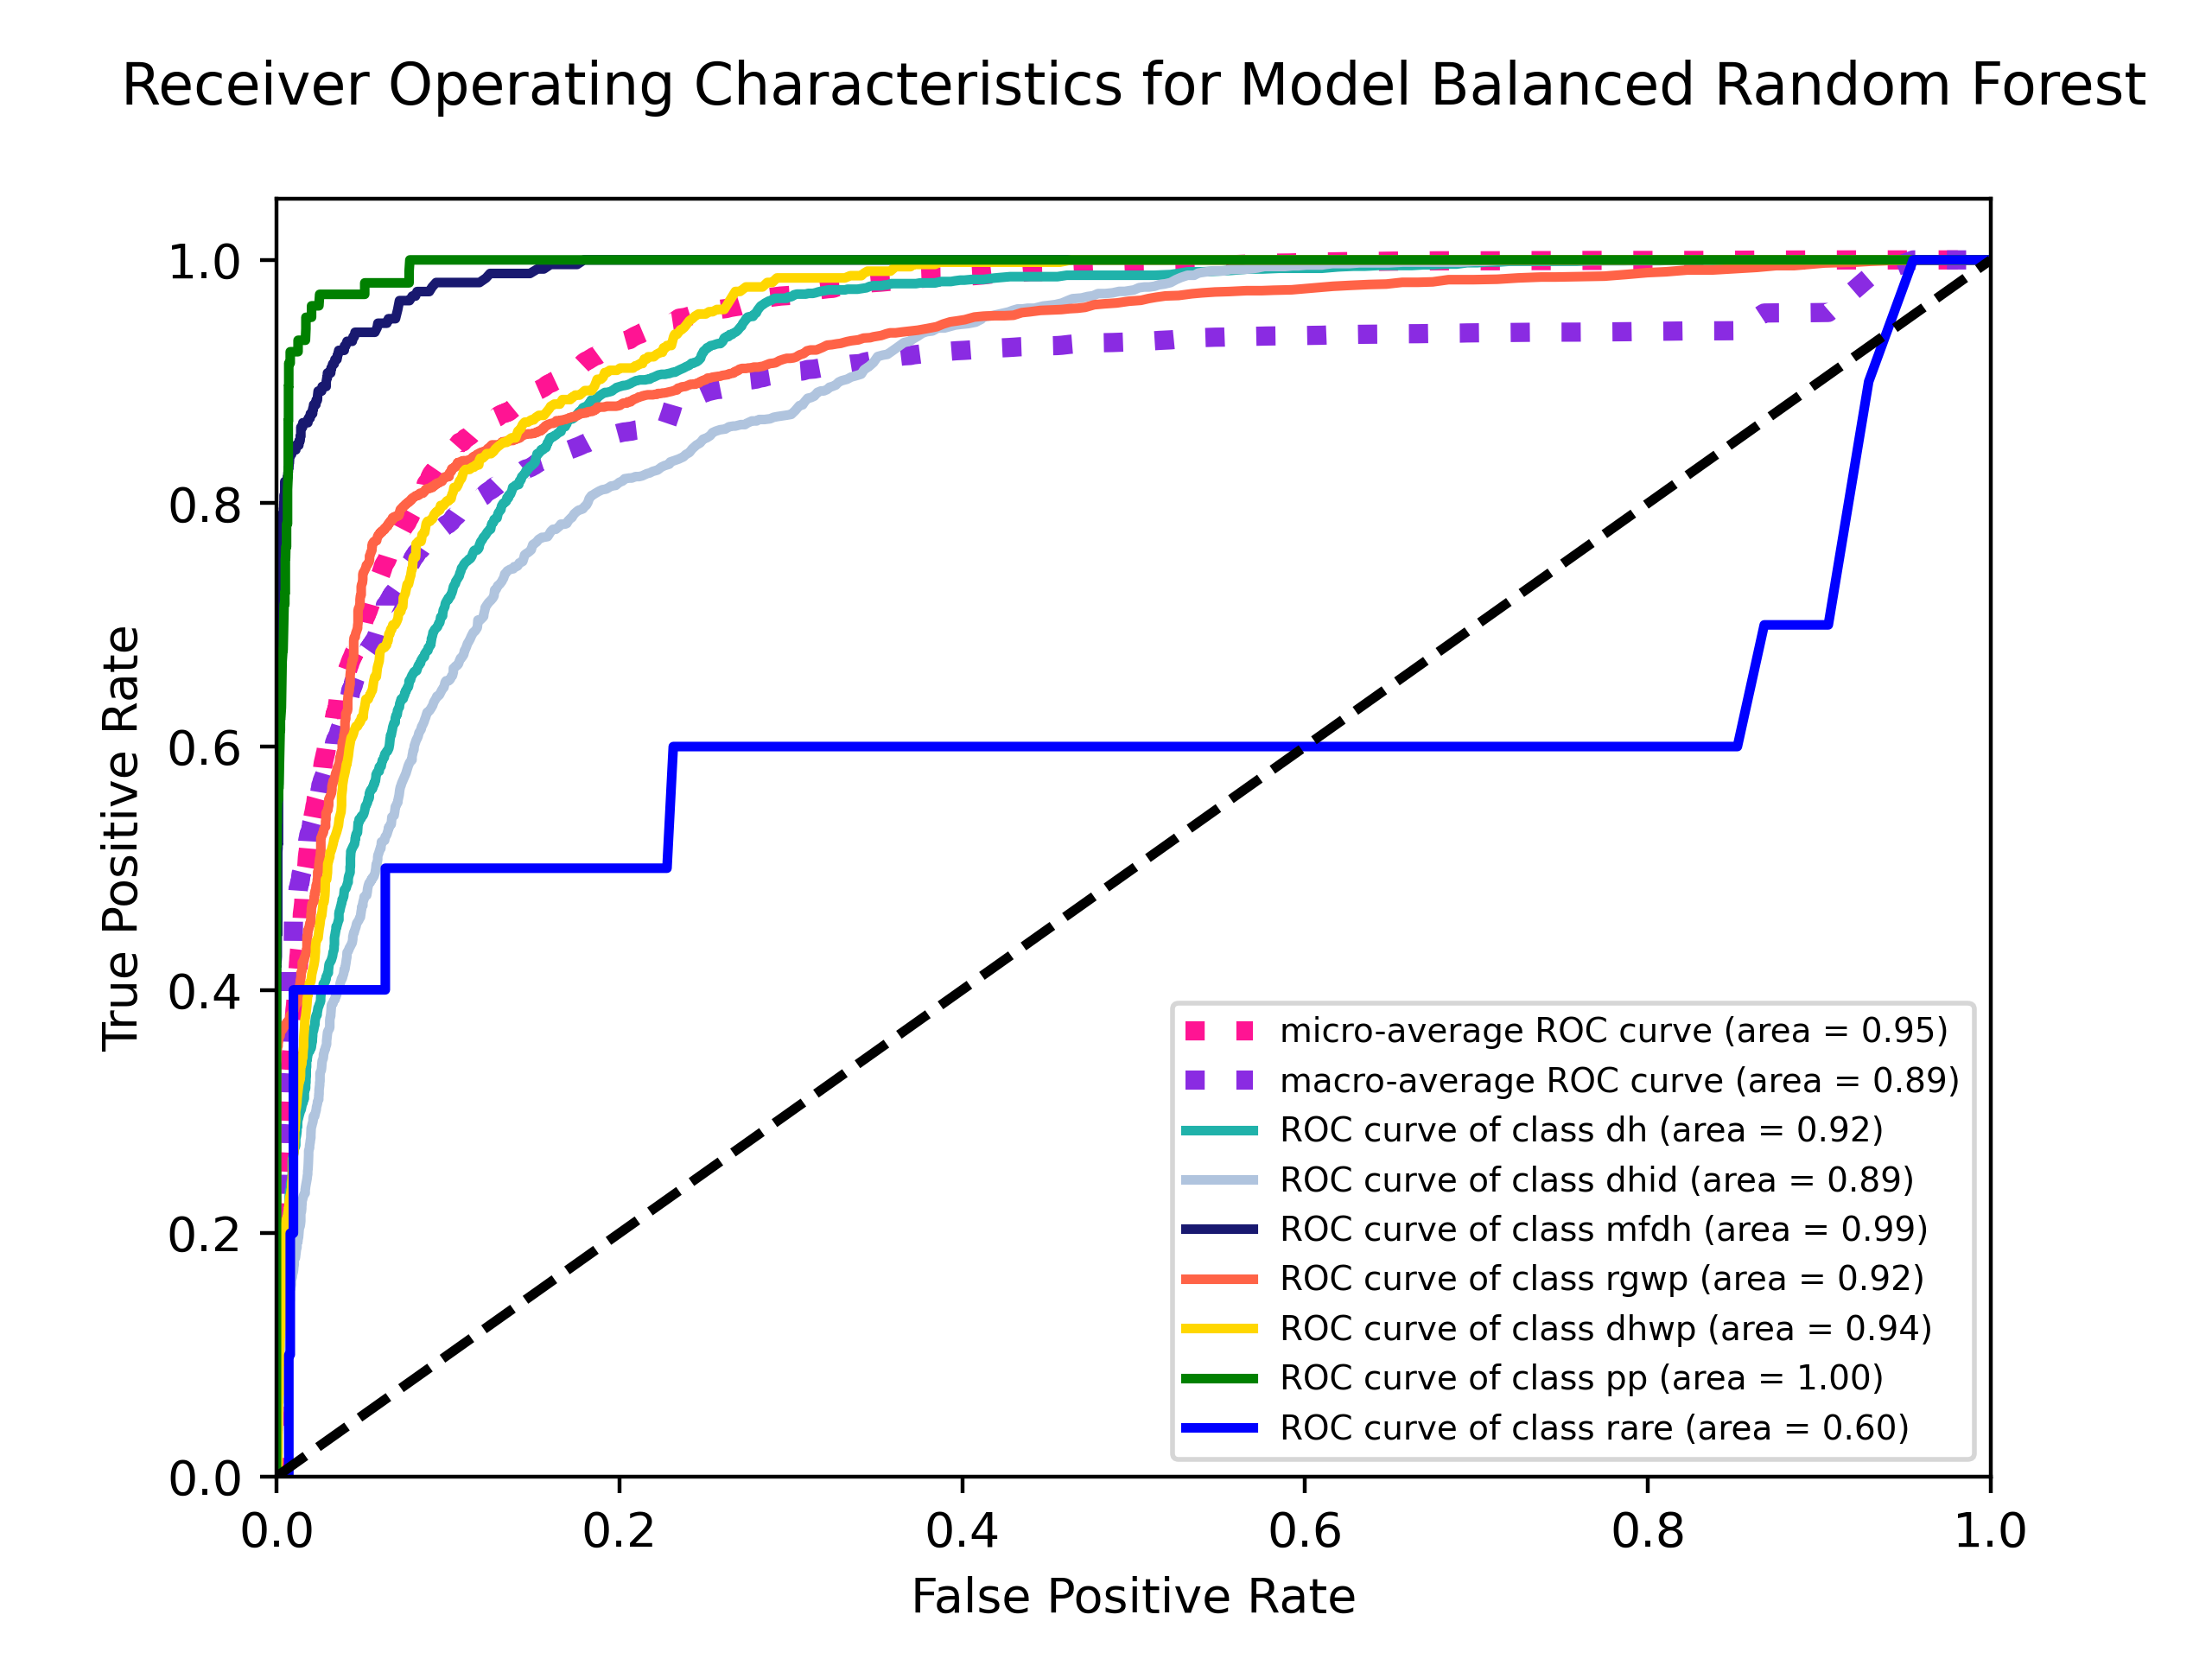 Receiver Operating Characteristics for Model Balanced Random Forest
1.0
0.8
0.6
0.4
0.2
0.0
True Positive Rate
micro-average ROC curve (area = 0.95)
macro-average ROC curve (area = 0.89)
ROC curve of class dh (area = 0.92)
ROC curve of class dhid (area = 0.89)
ROC curve of class mfdh (area = 0.99)
ROC curve of class rgwp (area = 0.92)
ROC curve of class dhwp (area = 0.94)
ROC curve of class pp (area = 1.00)
ROC curve of class rare (area = 0.60)
0.0 0.2 0.4 0.6 0.8 1.0
False Positive Rate